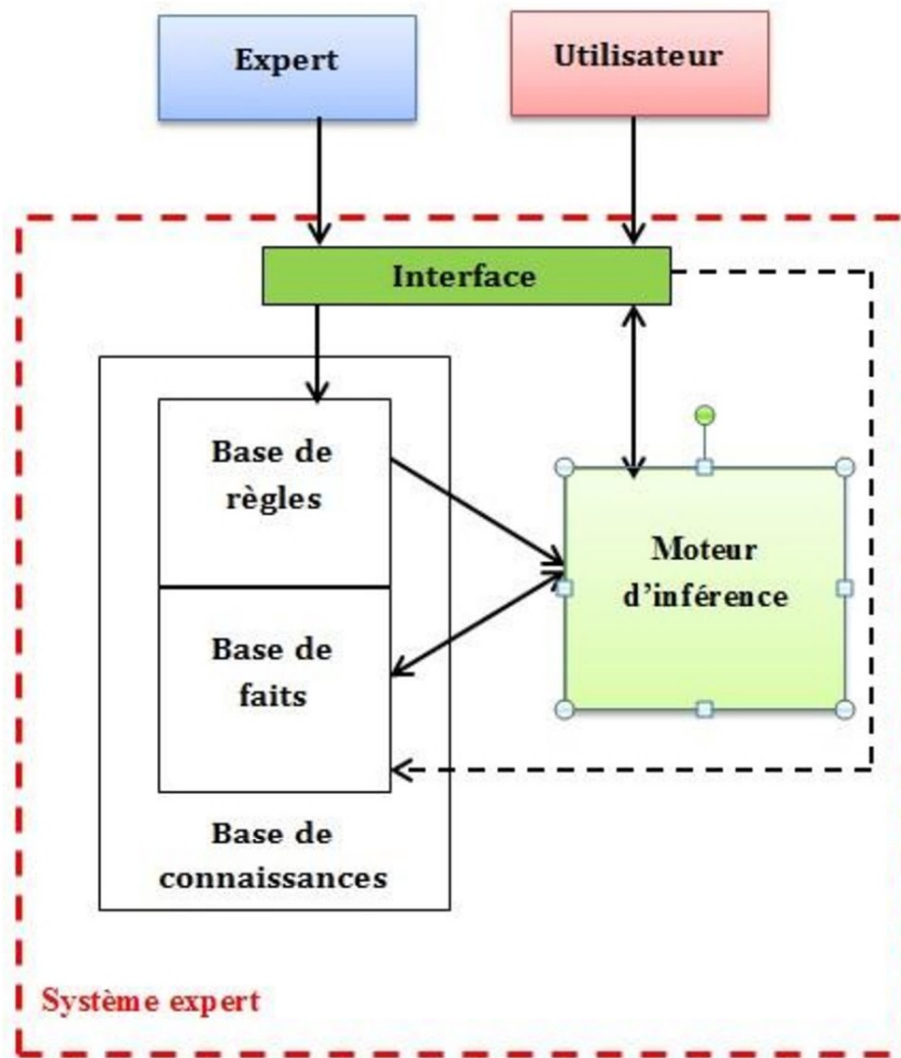 Expert
Utilisateur
Interface
Base de
règles
Moteur
d'inférence
Base de
faits
Base de
connaissances
Système expert